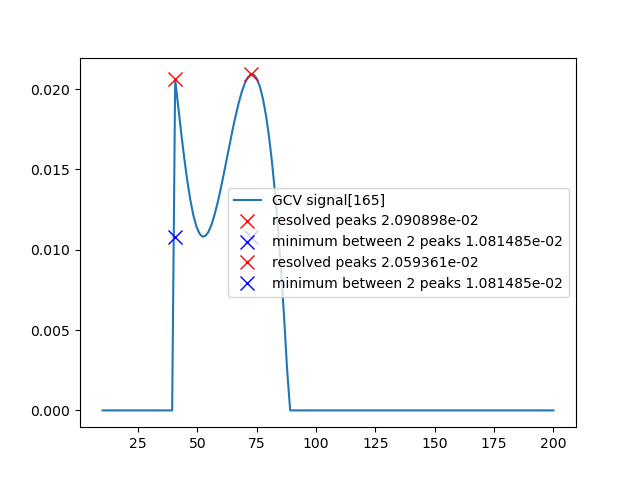 0.020
0.015
0.010
0.005
0.000
GCV signal[165]
resolved peaks 2.090898e-02
minimum between 2 peaks 1.081485e-02
resolved peaks 2.059361e-02
minimum between 2 peaks 1.081485e-02
25 50 75 100 125 150 175 200